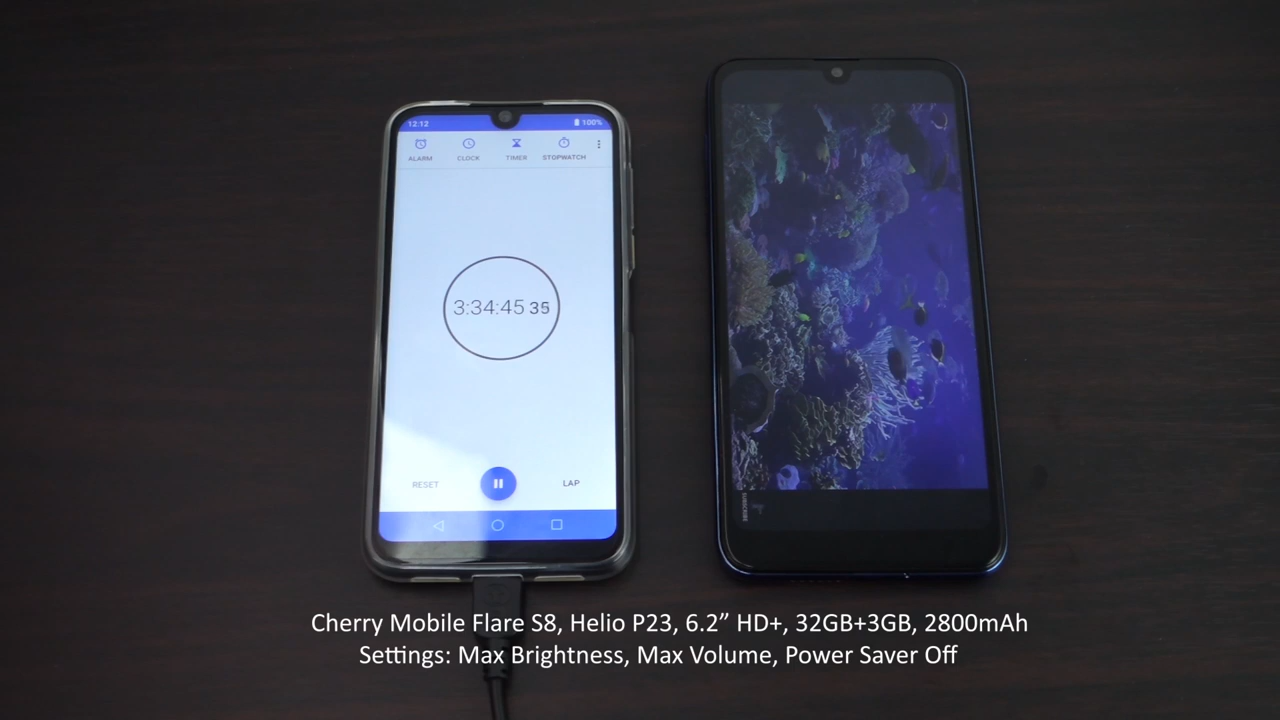 12:12 100%
ALARM CLOCK TIMER STOPWATCH
3:34:45 35
RESET LAP
SUBSCRIBE
Cherry Mobile Flare S8, Helio P23, 6.2” HD+, 32GB+3GB, 2800mAh
Settings: Max Brightness, Max Volume, Power Saver Off